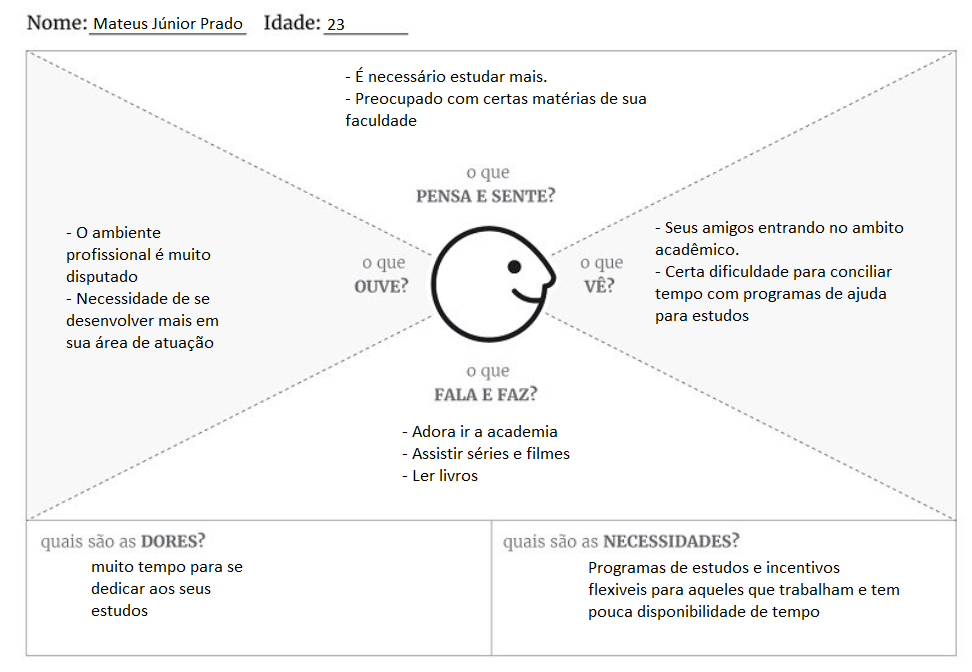 Nome: Mateus Júnior Prado Idade: 23
- É necessário estudar mais.
- Preocupado com certas matérias de sua
faculdade
o que
PENSA E SENTE?
- O ambiente
profissional é muito
disputado
- Necessidade de se
desenvolver mais em
sua área de atuação
o que
OUVE?
o que
VÊ?
- Seus amigos entrando no ambito
acadêmico.
- Certa dificuldade para conciliar
tempo com programas de ajuda
para estudos
o que
FALA E FAZ?
- Adora ir a academia
- Assistir séries e filmes
- Ler livros
quais são as DORES?
muito tempo para se
dedicar aos seus
estudos
quais são as NECESSIDADES?
Programas de estudos e incentivos
flexiveis para aqueles que trabalham e tem
pouca disponibilidade de tempo